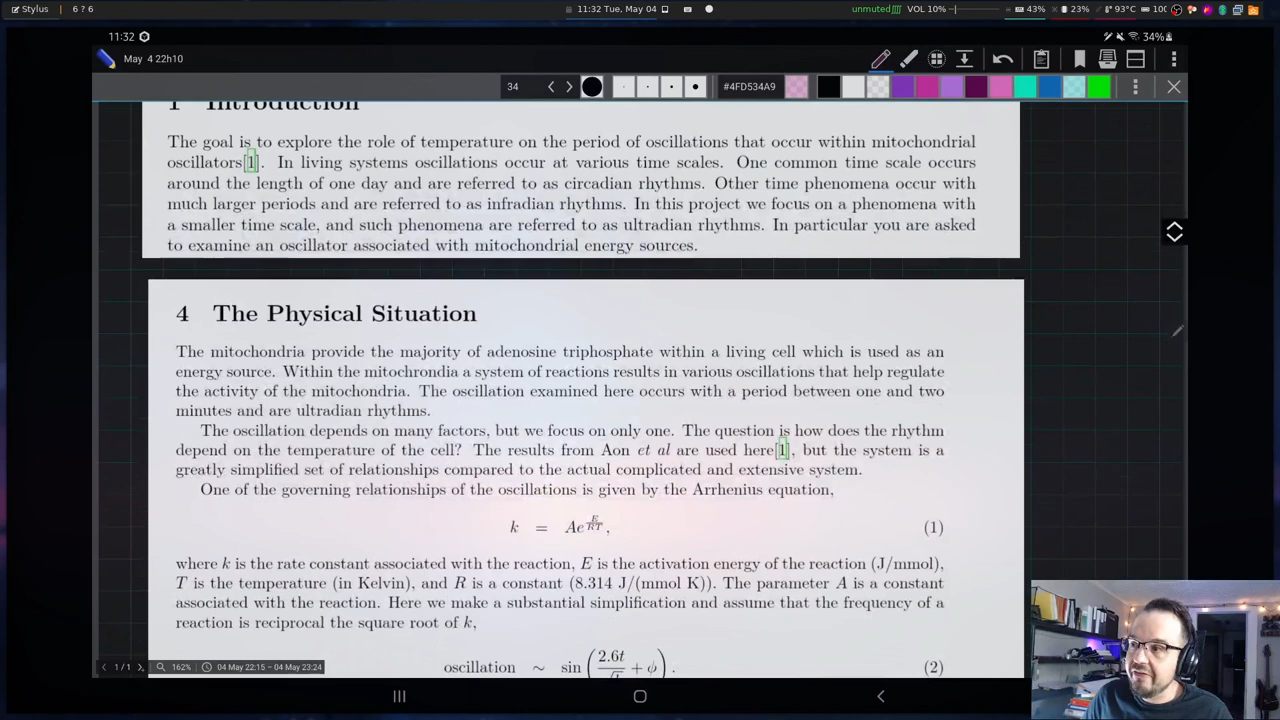 Stylus 6 ? 6 11:32 Tue, May 04 unmuted VOL 10% 43% 23% 93°C 100
11:32 34%
May 4 22h10
34 #4FD534A9
1 Introduction
The goal is to explore the role of temperature on the period of oscillations that occur within mitochondrial
oscillators[1]. In living systems oscillations occur at various time scales. One common time scale occurs
around the length of one day and are referred to as circadian rhythms. Other time phenomena occur with
much larger periods and are referred to as infradian rhythms. In this project we focus on a phenomena with
a smaller time scale, and such phenomena are referred to as ultradian rhythms. In particular you are asked
to examine an oscillator associated with mitochondrial energy sources.
4 The Physical Situation
The mitochondria provide the majority of adenosine triphosphate within a living cell which is used as an
energy source. Within the mitochrondia a system of reactions results in various oscillations that help regulate
the activity of the mitochondria. The oscillation examined here occurs with a period between one and two
minutes and are ultradian rhythms.
The oscillation depends on many factors, but we focus on only one. The question is how does the rhythm
depend on the temperature of the cell? The results from Aon et al are used here[1], but the system is a
greatly simplified set of relationships compared to the actual complicated and extensive system.
One of the governing relationships of the oscillations is given by the Arrhenius equation,
k = Ae^{E/RT}, (1)
where k is the rate constant associated with the reaction, E is the activation energy of the reaction (J/mmol),
T is the temperature (in Kelvin), and R is a constant (8.314 J/(mmol K)). The parameter A is a constant
associated with the reaction. Here we make a substantial simplification and assume that the frequency of a
reaction is reciprocal the square root of k,
oscillation ∼ sin(2.6t + φ). (2)
1/1 162% 04 May 22:15 – 04 May 23:24